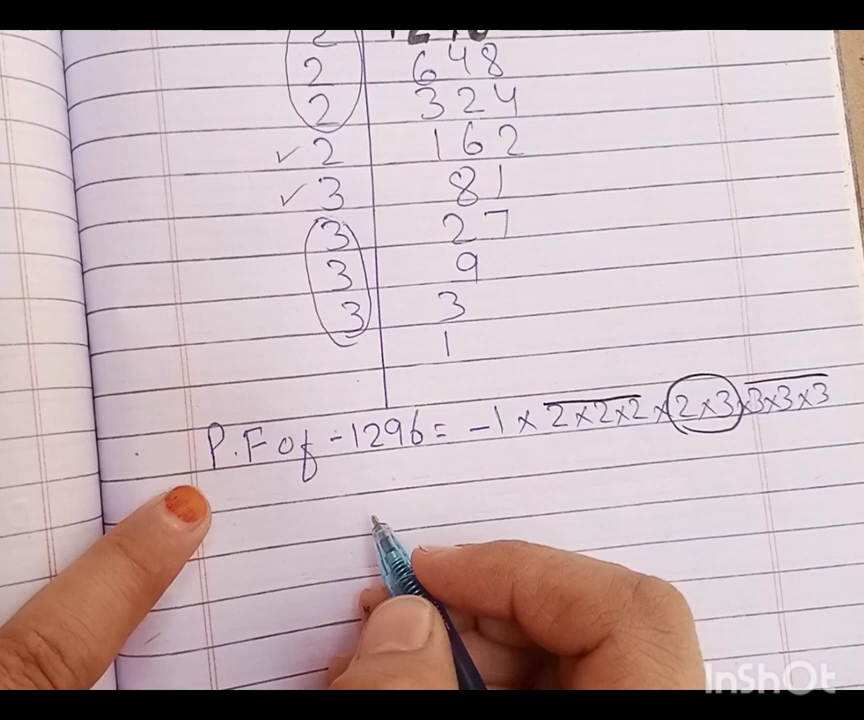 2 1296
2 648
2 324
✓ 2 162
✓ 3 81
3 27
3 9
3 3
1
P.F of -1296 = -1 × 2×2×2 × 2×3 × 3×3×3
InShOt